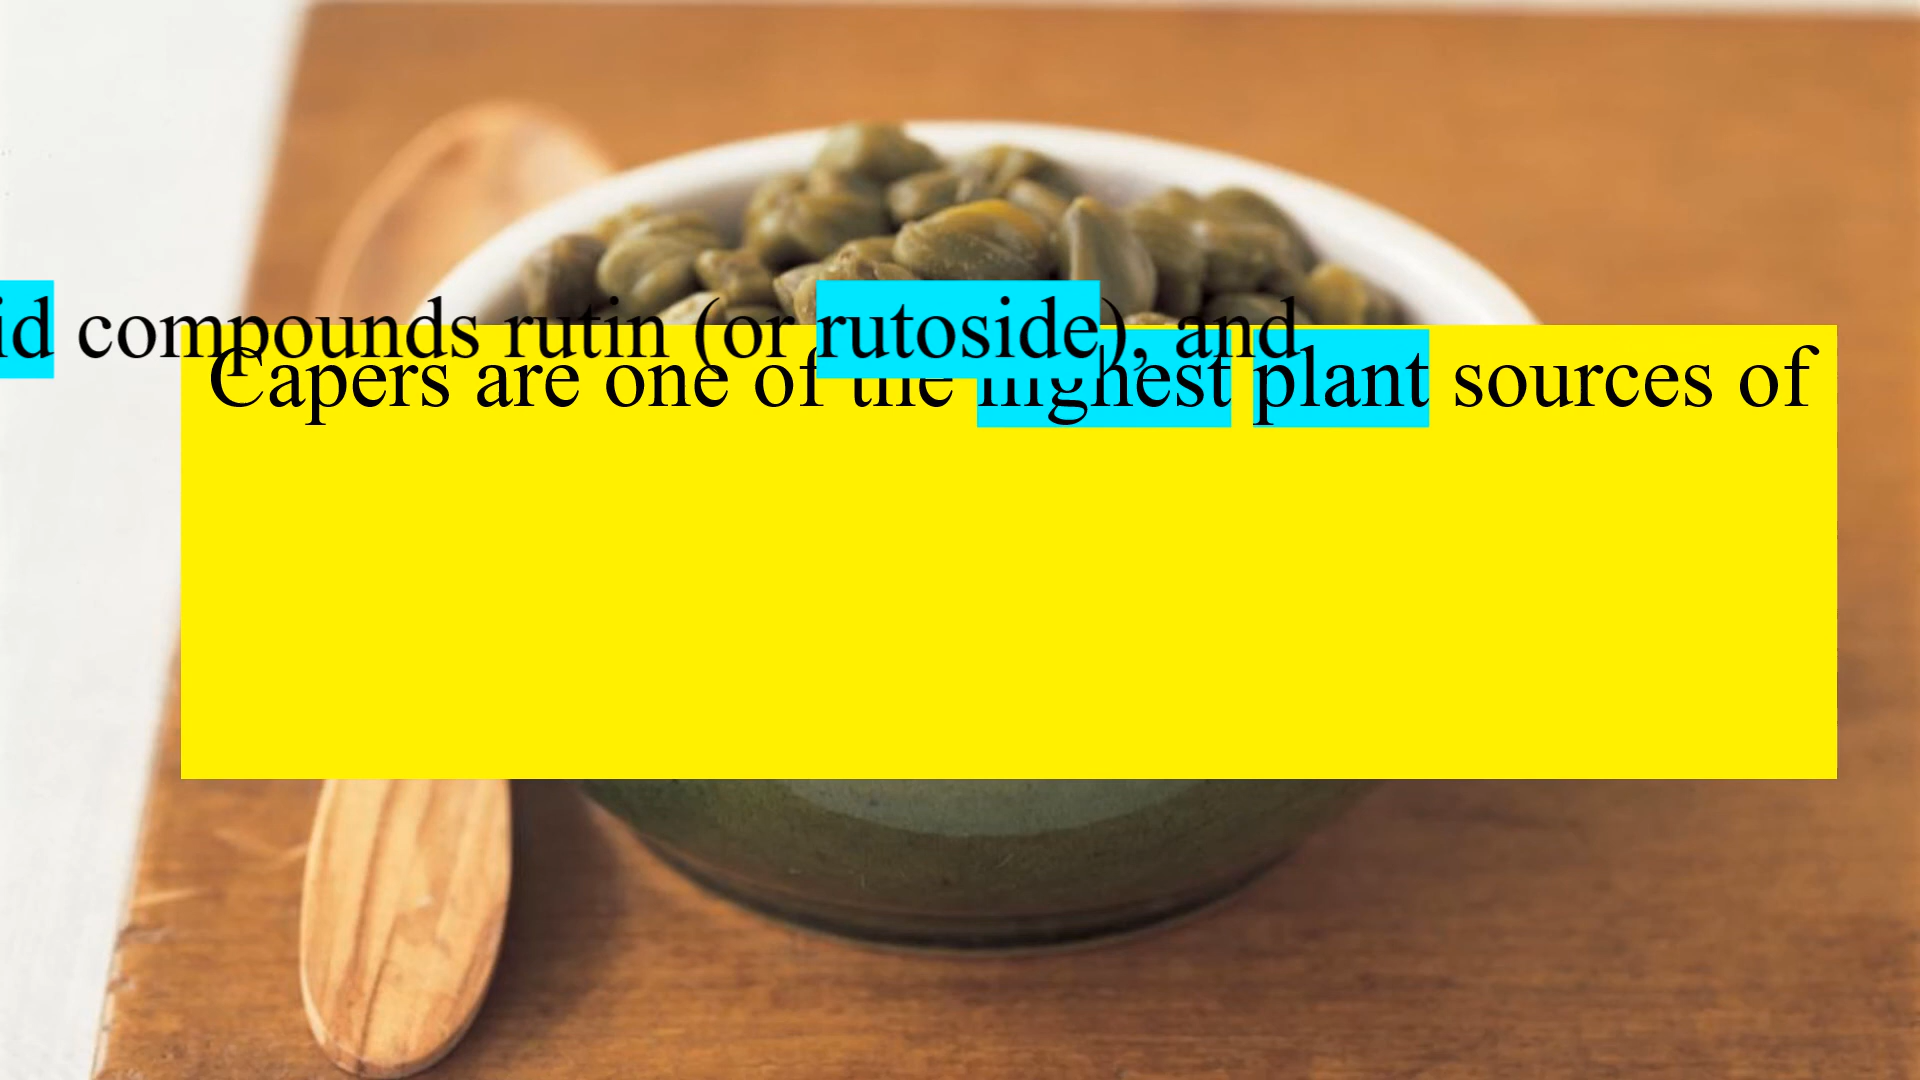 id compounds rutin (or rutoside), and
Capers are one of the highest plant sources of